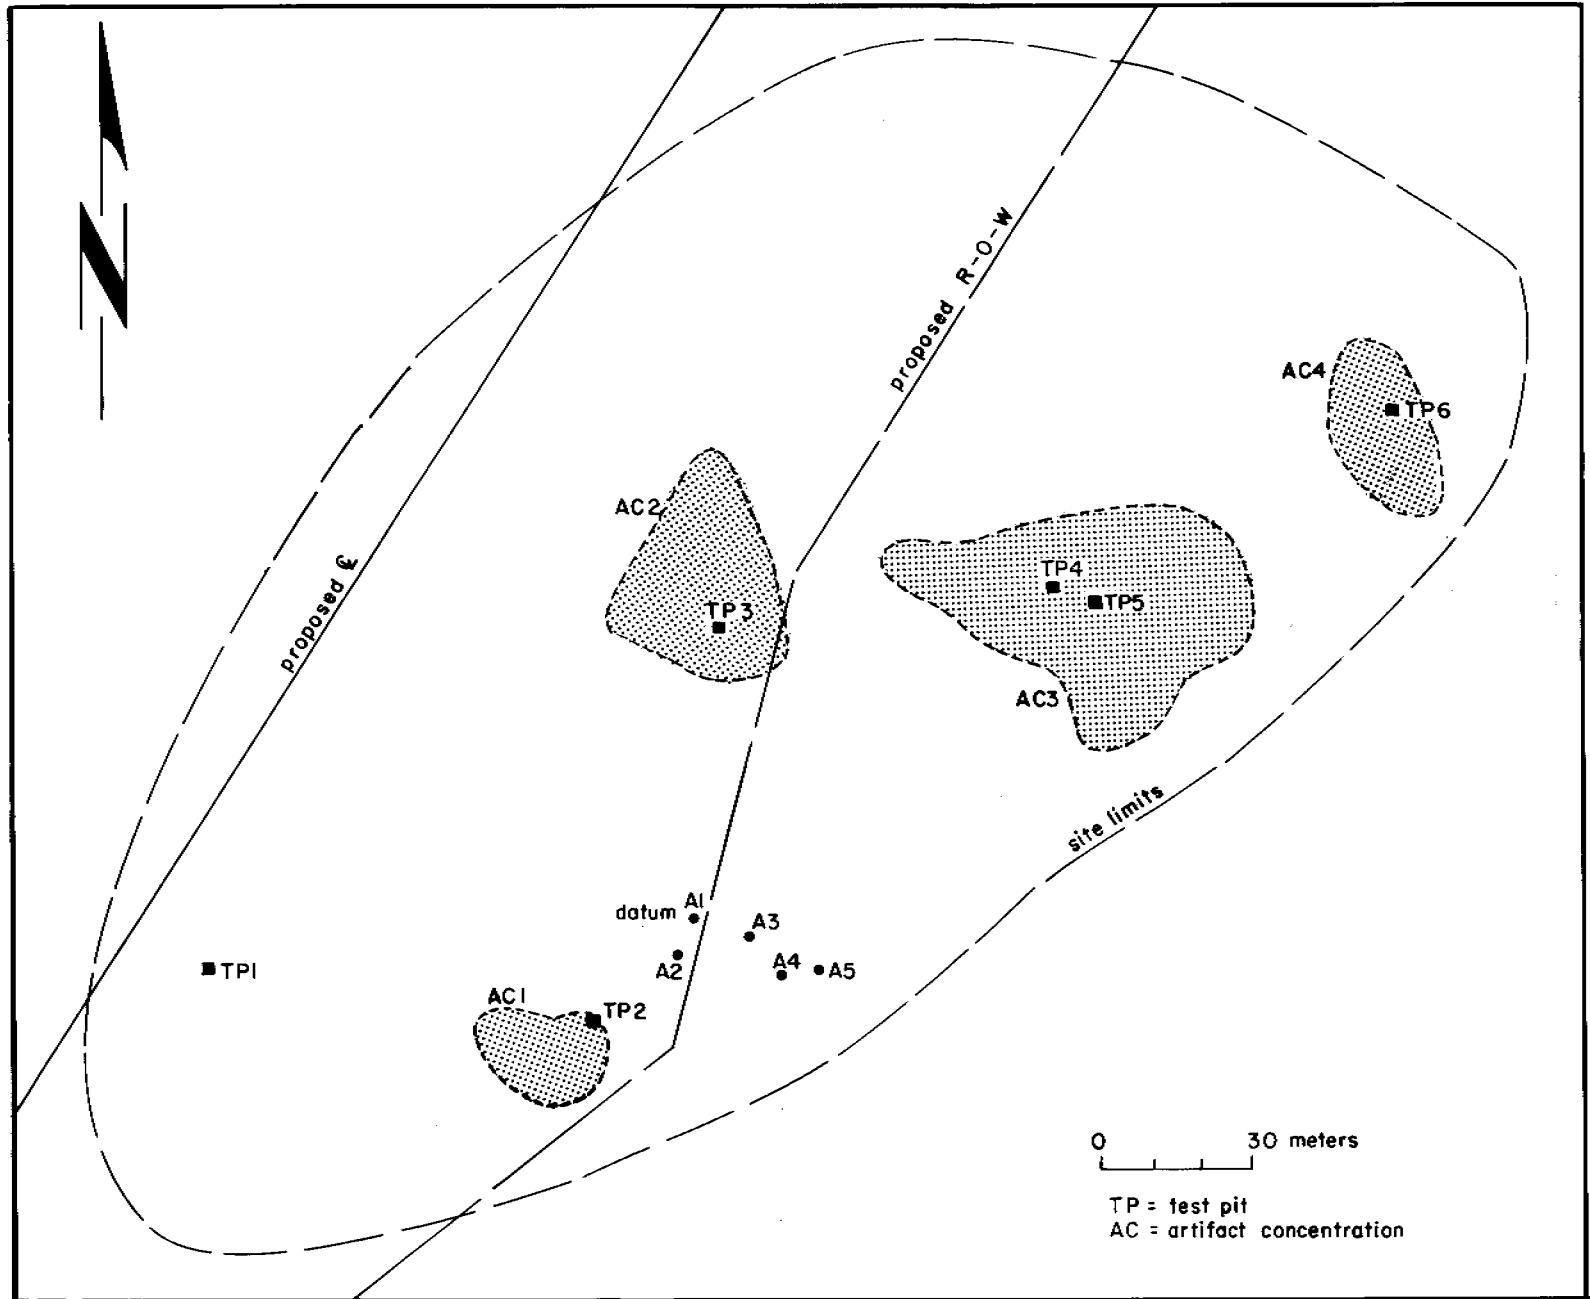 N
proposed R-O-W
AC4
TP6
AC2
TP4
TP5
TP3
proposed ℄
AC3
site limits
datum A1
A3
A2
A4
A5
TP1
AC1
TP2
0 30 meters
TP = test pit
AC = artifact concentration